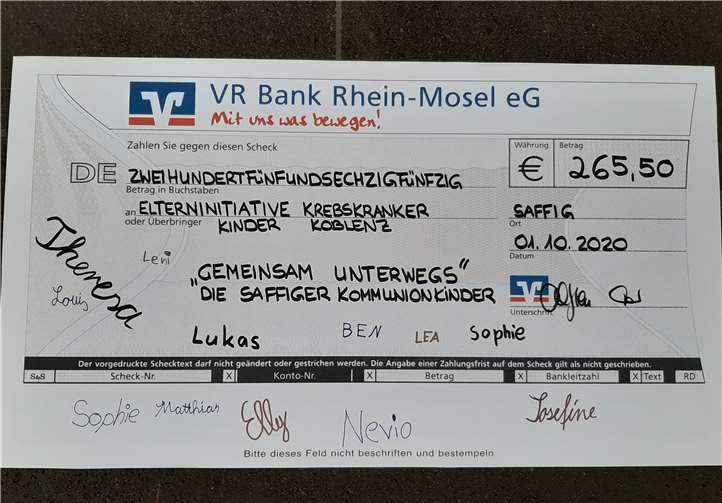 VR Bank Rhein-Mosel eG
Mit uns was bewegen!
Zahlen Sie gegen diesen Scheck
Währung Betrag
€ 265,50
DE ZWEIHUNDERTFÜNFUNDSECHZIGFÜNFZIG
Betrag in Buchstaben
an ELTERNINITIATIVE KREBSKRANKER SAFFIG
oder Überbringer KINDER KOBLENZ Ort
01.10.2020
Datum
Theresa
Leni
Louis
„GEMEINSAM UNTERWEGS“
DIE SAFFIGER KOMMUNIONKINDER
Unterschrift
Lukas BEN LEA Sophie
Der vorgedruckte Schecktext darf nicht geändert oder gestrichen werden. Die Angabe einer Zahlungsfrist auf dem Scheck gilt als nicht geschrieben.
S&S Scheck-Nr. X Konto-Nr. X Betrag X Bankleitzahl X Text RD
Sophie Matthias Elly Nevio Josefine
Bitte dieses Feld nicht beschriften und bestempeln